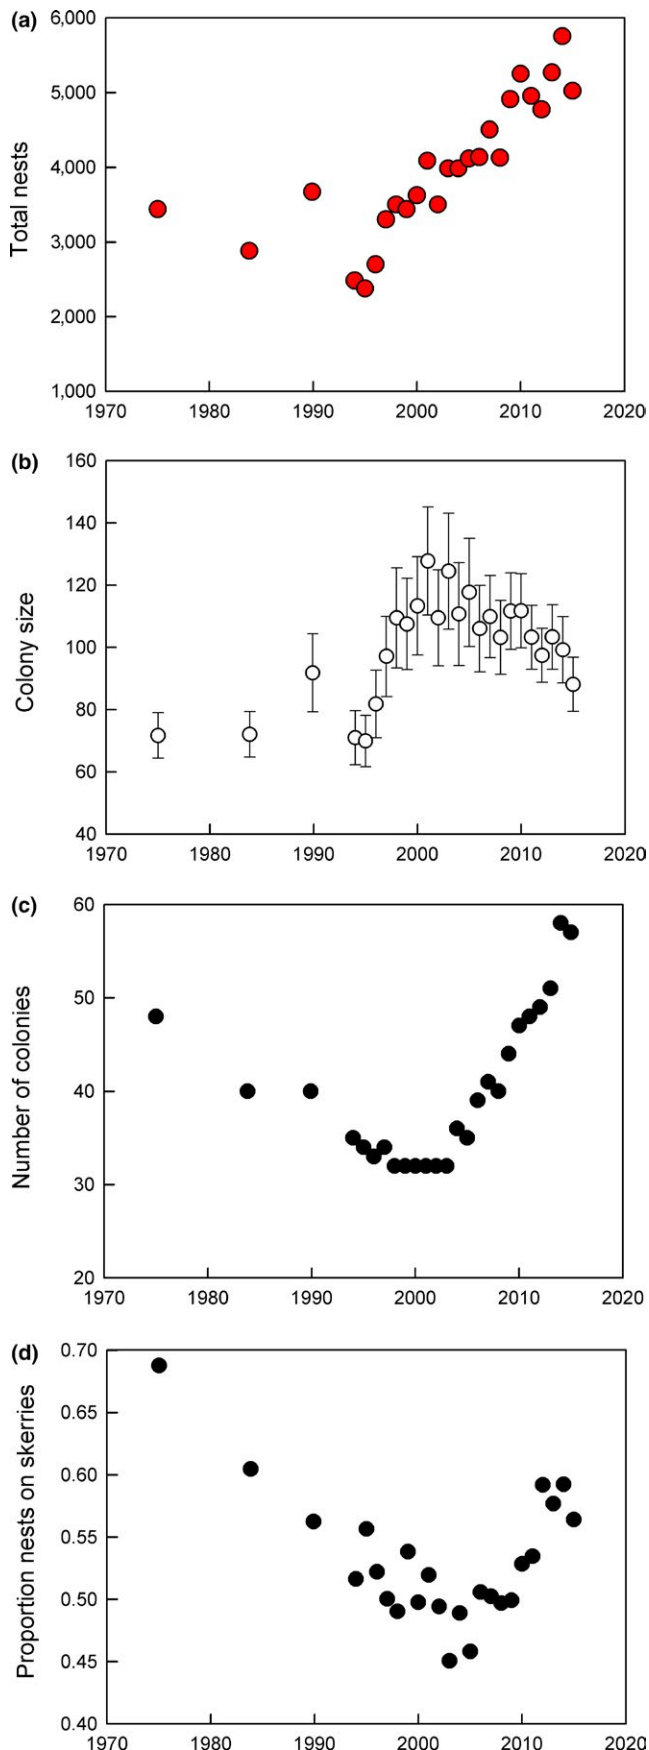 (a)
6,000
5,000
4,000
3,000
2,000
1,000
Total nests
1970 1980 1990 2000 2010 2020
(b)
160
140
120
100
80
60
40
Colony size
1970 1980 1990 2000 2010 2020
(c)
60
50
40
30
20
Number of colonies
1970 1980 1990 2000 2010 2020
(d)
0.70
0.65
0.60
0.55
0.50
0.45
0.40
Proportion nests on skerries
1970 1980 1990 2000 2010 2020